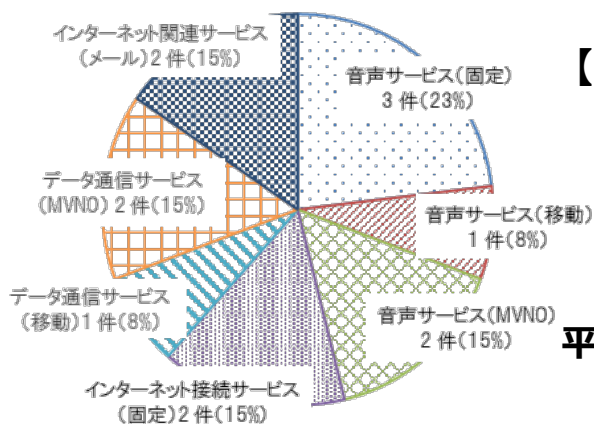 インターネット関連サービス
(メール)2件(15%)
音声サービス(固定)
3件(23%)
【
データ通信サービス
(MVNO)2件(15%)
音声サービス(移動)
1件(8%)
データ通信サービス
(移動)1件(8%)
音声サービス(MVNO)
2件(15%)
平
インターネット接続サービス
(固定)2件(15%)